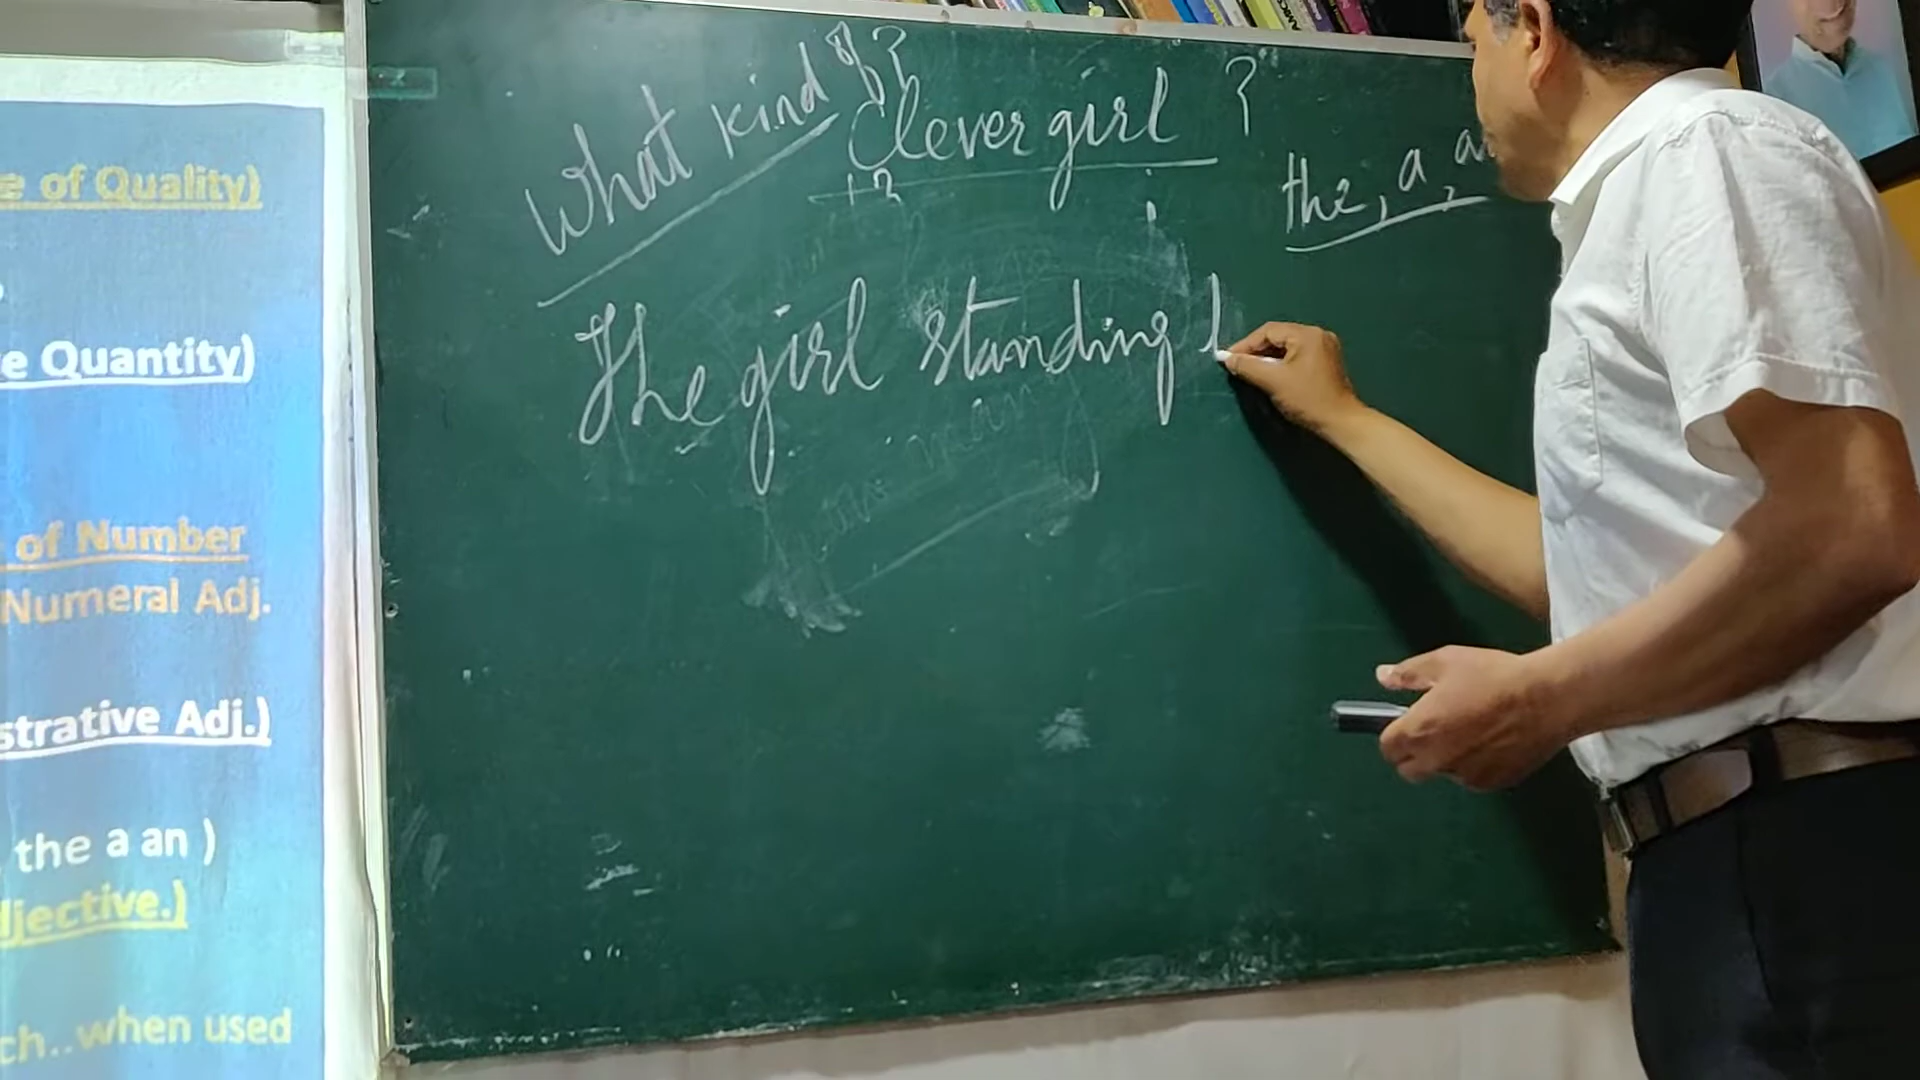 What kind of?
Clever girl ?
the, a,
The girl standing
e of Quality)
e Quantity)
of Number
Numeral Adj.
strative Adj.)
the a an )
djective.)
ch..when used